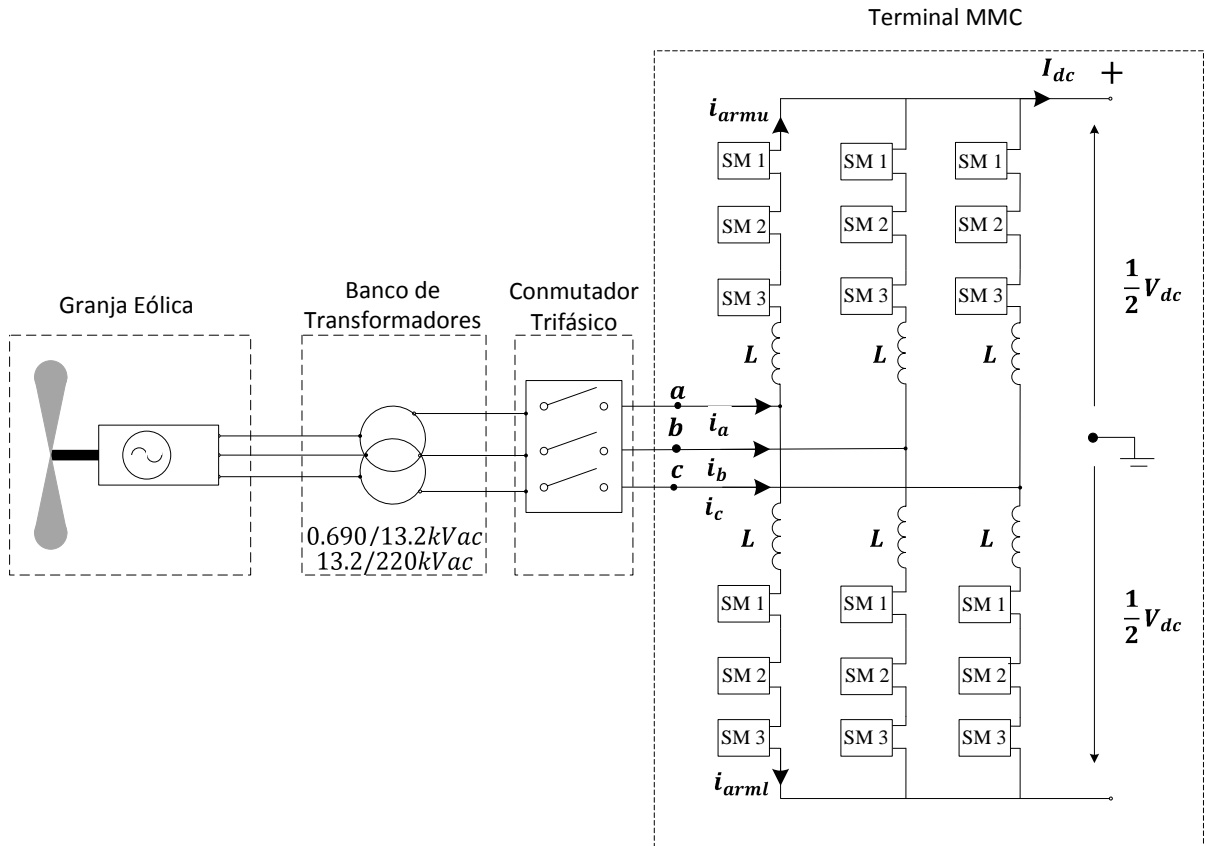 Terminal MMC
I_dc +
i_armu
SM 1 SM 1 SM 1
SM 2 SM 2 SM 2
SM 3 SM 3 SM 3
1/2 V_dc
Granja Eólica
Banco de
Transformadores
Conmutador
Trifásico
L L L
a
i_a
b
i_b
c
i_c
0.690/13.2kVac
13.2/220kVac
L L L
SM 1 SM 1 SM 1
1/2 V_dc
SM 2 SM 2 SM 2
SM 3 SM 3 SM 3
i_arml